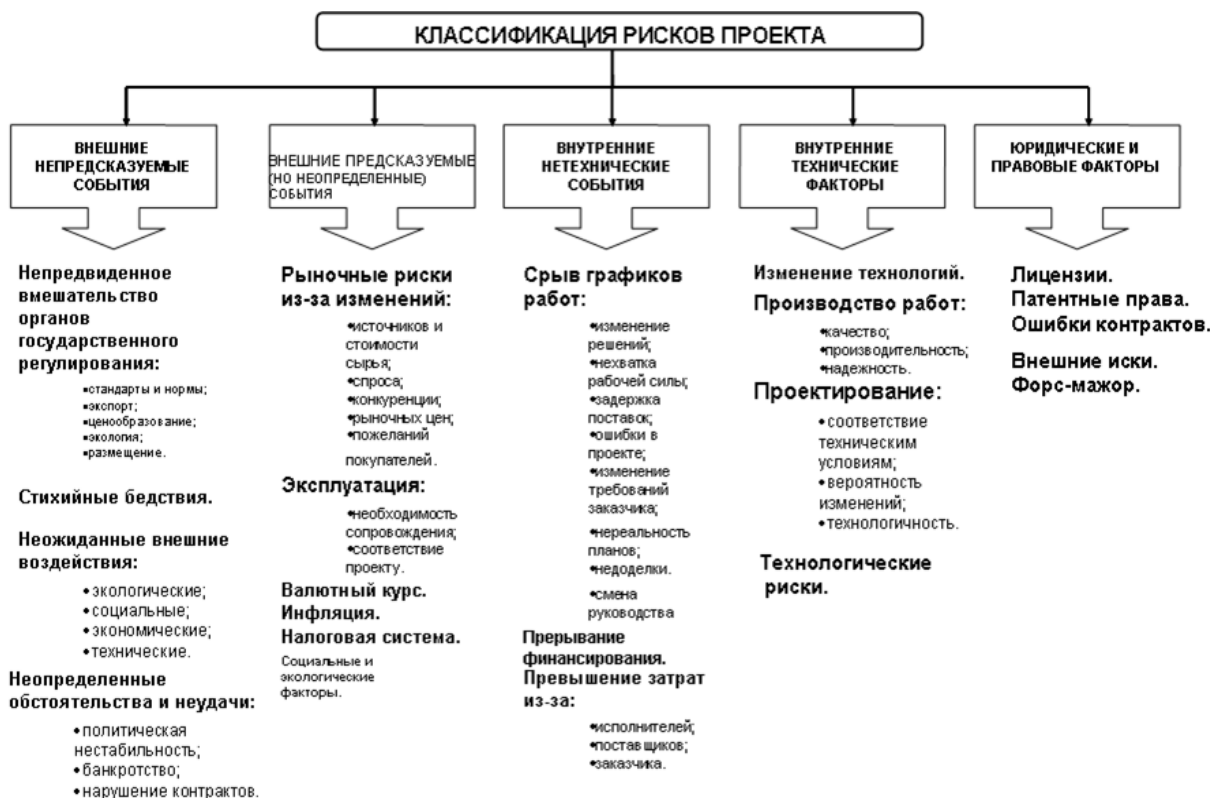 КЛАССИФИКАЦИЯ РИСКОВ ПРОЕКТА
ВНЕШНИЕ
НЕПРЕДСКАЗУЕМЫЕ
СОБЫТИЯ
Непредвиденное
вмешательство
органов
государственного
регулирования:
▪стандарты и нормы;
▪экспорт;
▪ценообразование;
▪экология;
▪размещение.
Стихийные бедствия.
Неожиданные внешние
воздействия:
•экологические;
•социальные;
•экономические;
•технические.
Неопределенные
обстоятельства и неудачи:
•политическая
нестабильность;
•банкротство;
•нарушение контрактов.
ВНЕШНИЕ ПРЕДСКАЗУЕМЫЕ
(НО НЕОПРЕДЕЛЕННЫЕ)
СОБЫТИЯ
Рыночные риски
из-за изменений:
•источников и
стоимости
сырья;
•спроса;
•конкуренции;
•рыночных цен;
•пожеланий
покупателей.
Эксплуатация:
•необходимость
сопровождения;
•соответствие
проекту.
Валютный курс.
Инфляция.
Налоговая система.
Социальные и
экологические
факторы.
ВНУТРЕННИЕ
НЕТЕХНИЧЕСКИЕ
СОБЫТИЯ
Срыв графиков
работ:
•изменение
решений;
•нехватка
рабочей силы;
•задержка
поставок;
•ошибки в
проекте;
•изменение
требований
заказчика;
•нереальность
планов;
•недоделки.
•смена
руководства
Прерывание
финансирования.
Превышение затрат
из-за:
•исполнителей;
•поставщиков;
•заказчика.
ВНУТРЕННИЕ
ТЕХНИЧЕСКИЕ
ФАКТОРЫ
Изменение технологий.
Производство работ:
•качество;
•производительность;
•надежность.
Проектирование:
•соответствие
техническим
условиям;
•вероятность
изменений;
•технологичность.
Технологические
риски.
ЮРИДИЧЕСКИЕ И
ПРАВОВЫЕ ФАКТОРЫ
Лицензии.
Патентные права.
Ошибки контрактов.
Внешние иски.
Форс-мажор.